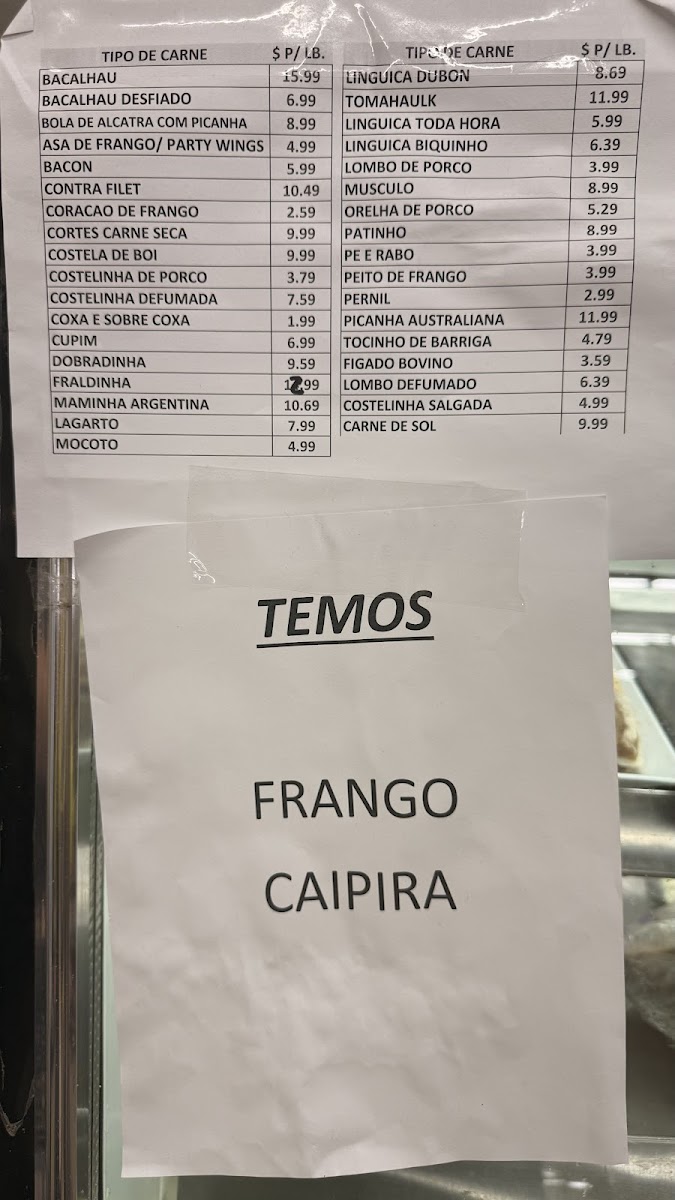 TIPO DE CARNE $ P/ LB.
BACALHAU 15.99
BACALHAU DESFIADO 6.99
BOLA DE ALCATRA COM PICANHA 8.99
ASA DE FRANGO/ PARTY WINGS 4.99
BACON 5.99
CONTRA FILET 10.49
CORACAO DE FRANGO 2.59
CORTES CARNE SECA 9.99
COSTELA DE BOI 9.99
COSTELINHA DE PORCO 3.79
COSTELINHA DEFUMADA 7.59
COXA E SOBRE COXA 1.99
CUPIM 6.99
DOBRADINHA 9.59
FRALDINHA 12.99
MAMINHA ARGENTINA 10.69
LAGARTO 7.99
MOCOTO 4.99
TIPO DE CARNE $ P/ LB.
LINGUICA DUBON 8.69
TOMAHAULK 11.99
LINGUICA TODA HORA 5.99
LINGUICA BIQUINHO 6.39
LOMBO DE PORCO 3.99
MUSCULO 8.99
ORELHA DE PORCO 5.29
PATINHO 8.99
PE E RABO 3.99
PEITO DE FRANGO 3.99
PERNIL 2.99
PICANHA AUSTRALIANA 11.99
TOCINHO DE BARRIGA 4.79
FIGADO BOVINO 3.59
LOMBO DEFUMADO 6.39
COSTELINHA SALGADA 4.99
CARNE DE SOL 9.99
TEMOS
FRANGO
CAIPIRA